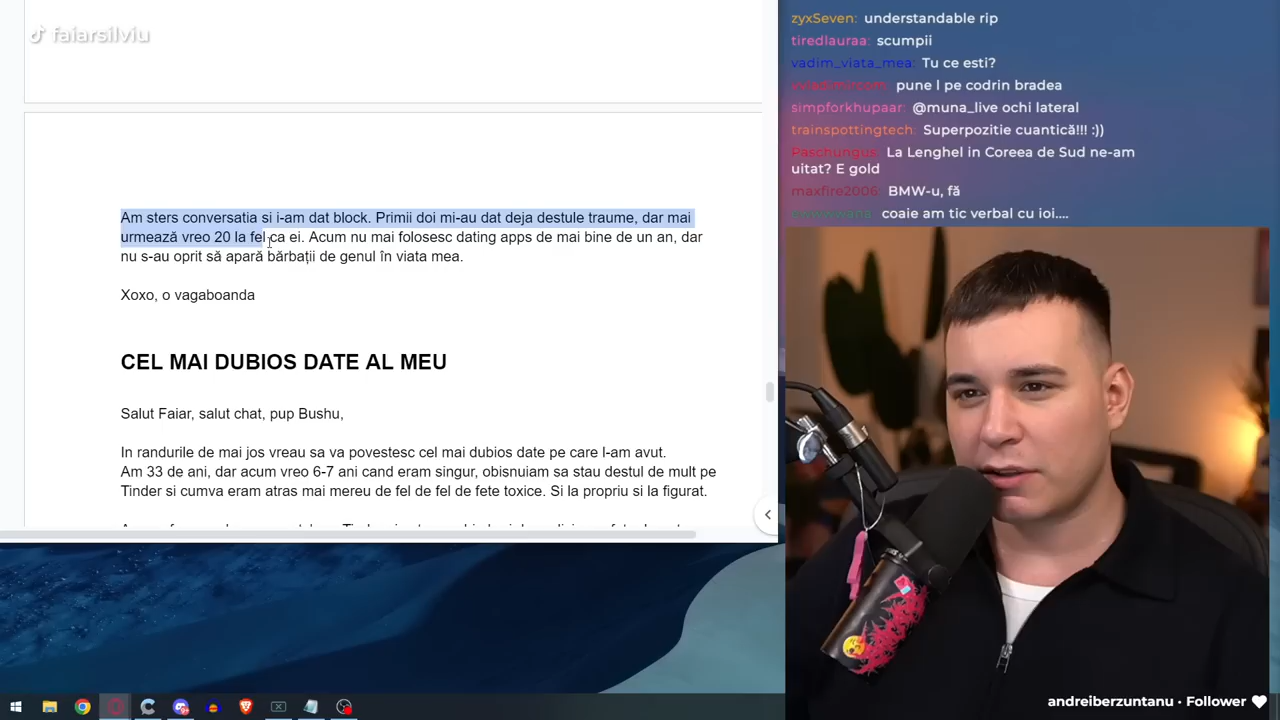 faiarsilviu
Am sters conversatia si i-am dat block. Primii doi mi-au dat deja destule traume, dar mai
urmează vreo 20 la fel ca ei. Acum nu mai folosesc dating apps de mai bine de un an, dar
nu s-au oprit să apară bărbații de genul în viata mea.
Xoxo, o vagaboanda
CEL MAI DUBIOS DATE AL MEU
Salut Faiar, salut chat, pup Bushu,
In randurile de mai jos vreau sa va povestesc cel mai dubios date pe care l-am avut.
Am 33 de ani, dar acum vreo 6-7 ani cand eram singur, obisnuiam sa stau destul de mult pe
Tinder si cumva eram atras mai mereu de fel de fel de fete toxice. Si la propriu si la figurat.
zyxSeven: understandable rip
tiredlauraa: scumpii
vadim_viata_mea: Tu ce esti?
pune l pe codrin bradea
simpforkhupaar: @muna_live ochi lateral
trainspottingtech: Superpozitie cuantică!!! :))
Paschungus: La Lenghel in Coreea de Sud ne-am
uitat? E gold
maxfire2006: BMW-u, fă
coaie am tic verbal cu ioi....
andreiberzuntanu · Follower